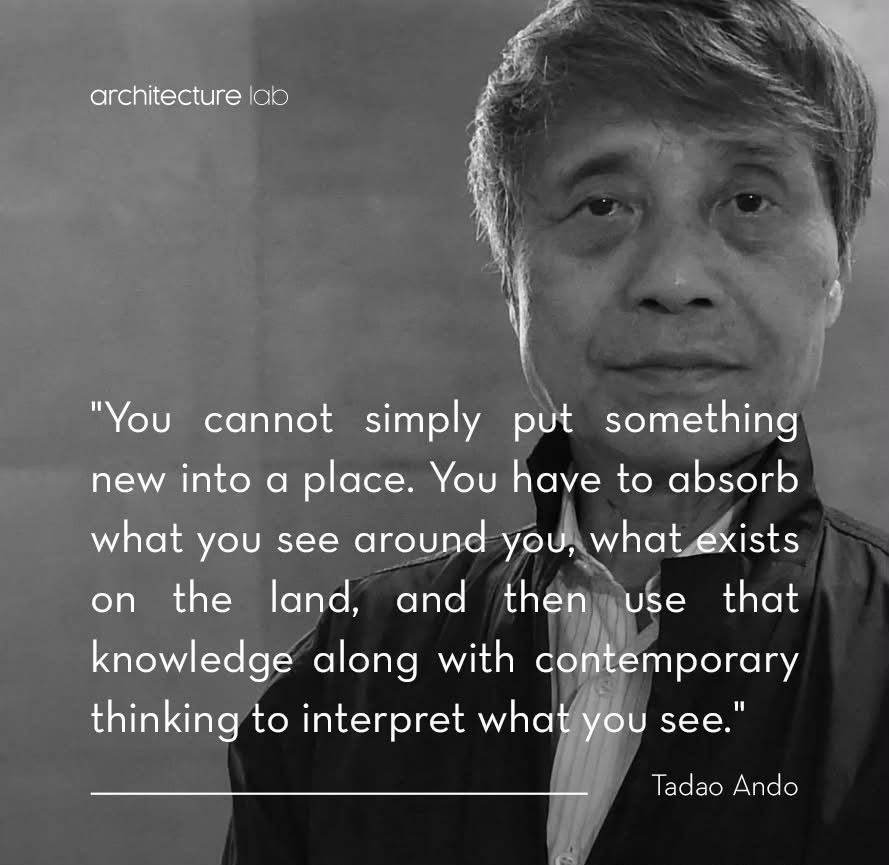 architecture lab
"You cannot simply put something
new into a place. You have to absorb
what you see around you, what exists
on the land, and then use that
knowledge along with contemporary
thinking to interpret what you see."
Tadao Ando